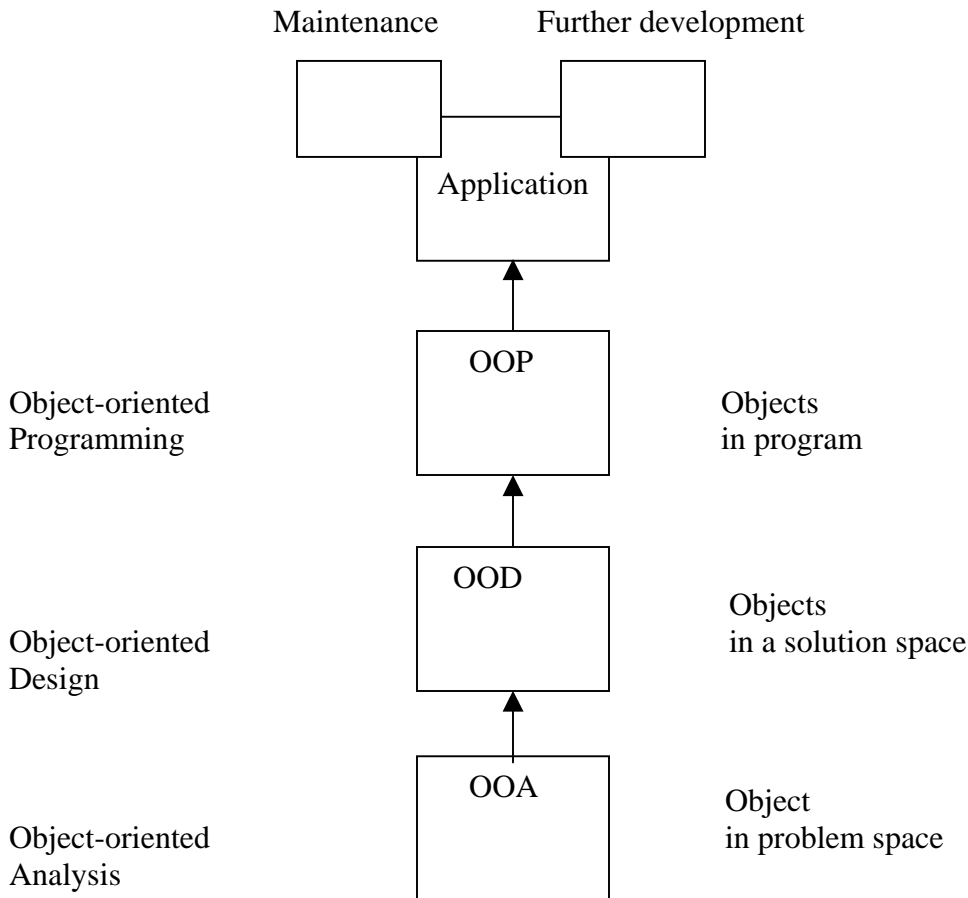 Maintenance
Further development
Application
OOP
Object-oriented
Programming
Objects
in program
OOD
Object-oriented
Design
Objects
in a solution space
OOA
Object-oriented
Analysis
Object
in problem space